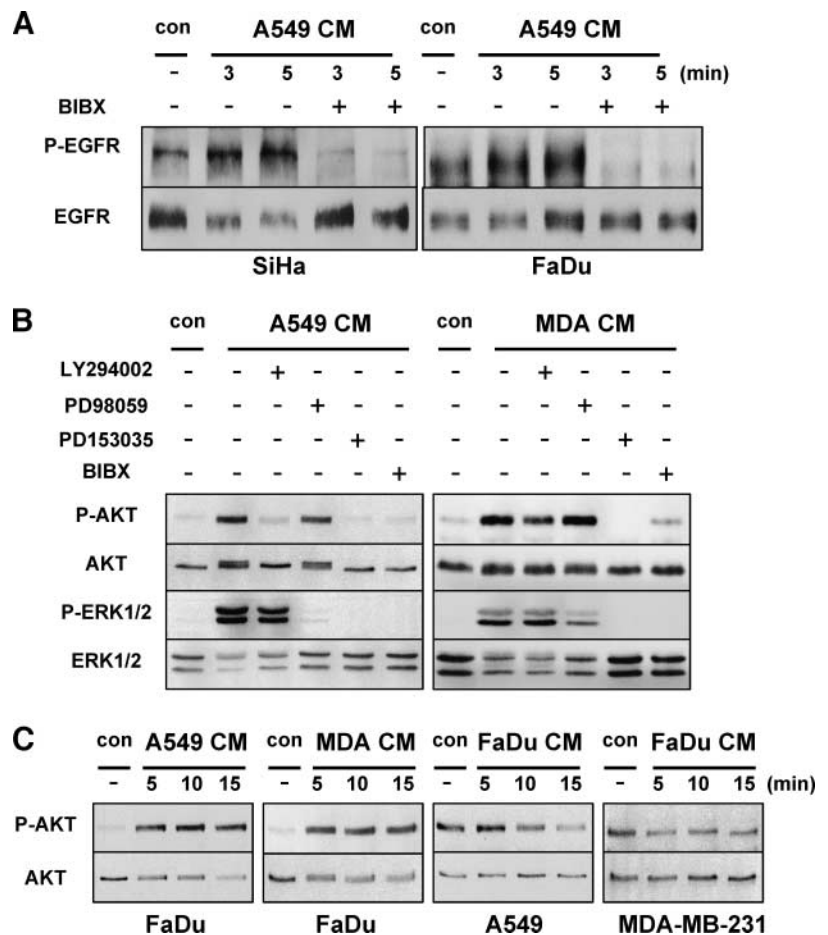 A
con A549 CM con A549 CM
- 3 5 3 5 - 3 5 3 5 (min)
BIBX - - - + + - - - + +
P-EGFR
EGFR
SiHa FaDu
B
con A549 CM con MDA CM
LY294002 - - + - - - - - + - - -
PD98059 - - - + - - - - - + - -
PD153035 - - - - + - - - - - + -
BIBX - - - - - + - - - - - +
P-AKT
AKT
P-ERK1/2
ERK1/2
C
con A549 CM con MDA CM con FaDu CM con FaDu CM
- 5 10 15 - 5 10 15 - 5 10 15 - 5 10 15 (min)
P-AKT
AKT
FaDu FaDu A549 MDA-MB-231